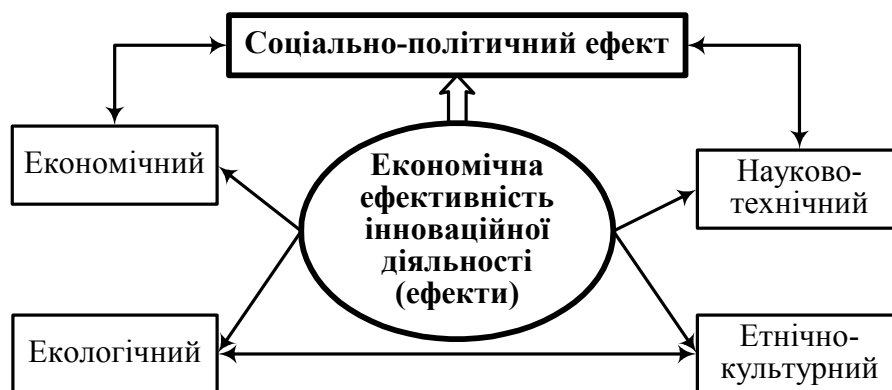 Соціально-політичний ефект
Економічний
Економічна
ефективність
інноваційної
діяльності
(ефекти)
Науково-
технічний
Екологічний
Етнічно-
культурний